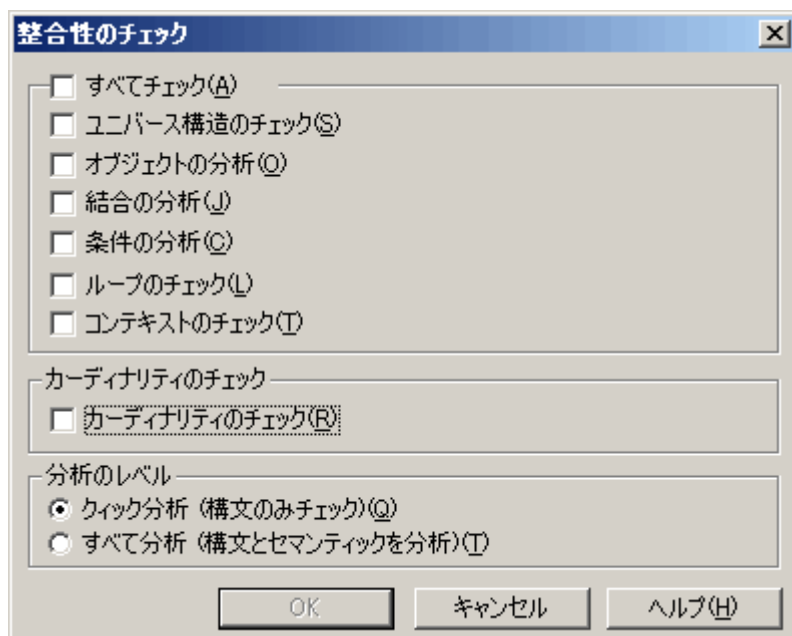 整合性のチェック
すべてチェック(A)
ユニバース構造のチェック(S)
オブジェクトの分析(O)
結合の分析(J)
条件の分析(C)
ループのチェック(L)
コンテキストのチェック(T)
カーディナリティのチェック
カーディナリティのチェック(R)
分析のレベル
クィック分析 (構文のみチェック)(Q)
すべて分析 (構文とセマンティックを分析)(T)
OK キャンセル ヘルプ(H)